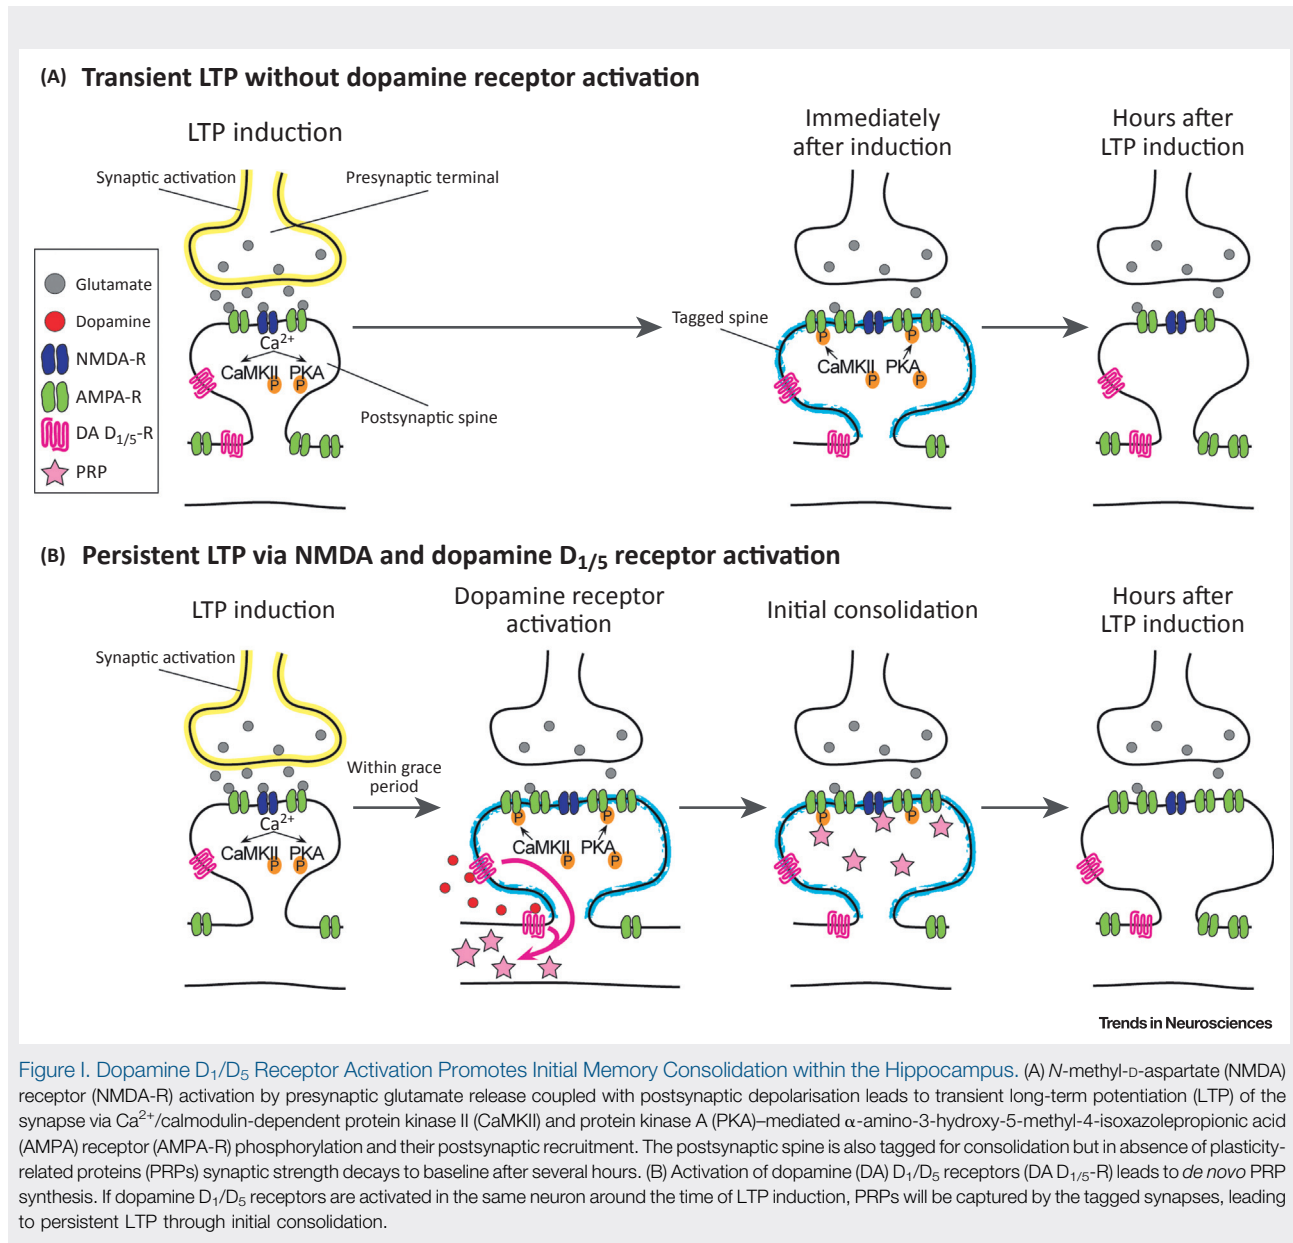 (A) Transient LTP without dopamine receptor activation
LTP induction
Immediately
after induction
Hours after
LTP induction
Synaptic activation
Presynaptic terminal
Glutamate
Dopamine
NMDA-R
AMPA-R
DA D1/5-R
PRP
Ca2+
CaMKII PKA
P P
Postsynaptic spine
Tagged spine
P P
CaMKII PKA
P P
(B) Persistent LTP via NMDA and dopamine D1/5 receptor activation
LTP induction
Dopamine receptor
activation
Initial consolidation
Hours after
LTP induction
Synaptic activation
Within grace
period
Ca2+
CaMKII PKA
P P
P P
CaMKII PKA
P P
P P
Trends in Neurosciences
Figure I. Dopamine D1/D5 Receptor Activation Promotes Initial Memory Consolidation within the Hippocampus. (A) N-methyl-D-aspartate (NMDA)
receptor (NMDA-R) activation by presynaptic glutamate release coupled with postsynaptic depolarisation leads to transient long-term potentiation (LTP) of the
synapse via Ca2+/calmodulin-dependent protein kinase II (CaMKII) and protein kinase A (PKA)–mediated α-amino-3-hydroxy-5-methyl-4-isoxazolepropionic acid
(AMPA) receptor (AMPA-R) phosphorylation and their postsynaptic recruitment. The postsynaptic spine is also tagged for consolidation but in absence of plasticity-
related proteins (PRPs) synaptic strength decays to baseline after several hours. (B) Activation of dopamine (DA) D1/D5 receptors (DA D1/5-R) leads to de novo PRP
synthesis. If dopamine D1/D5 receptors are activated in the same neuron around the time of LTP induction, PRPs will be captured by the tagged synapses, leading
to persistent LTP through initial consolidation.